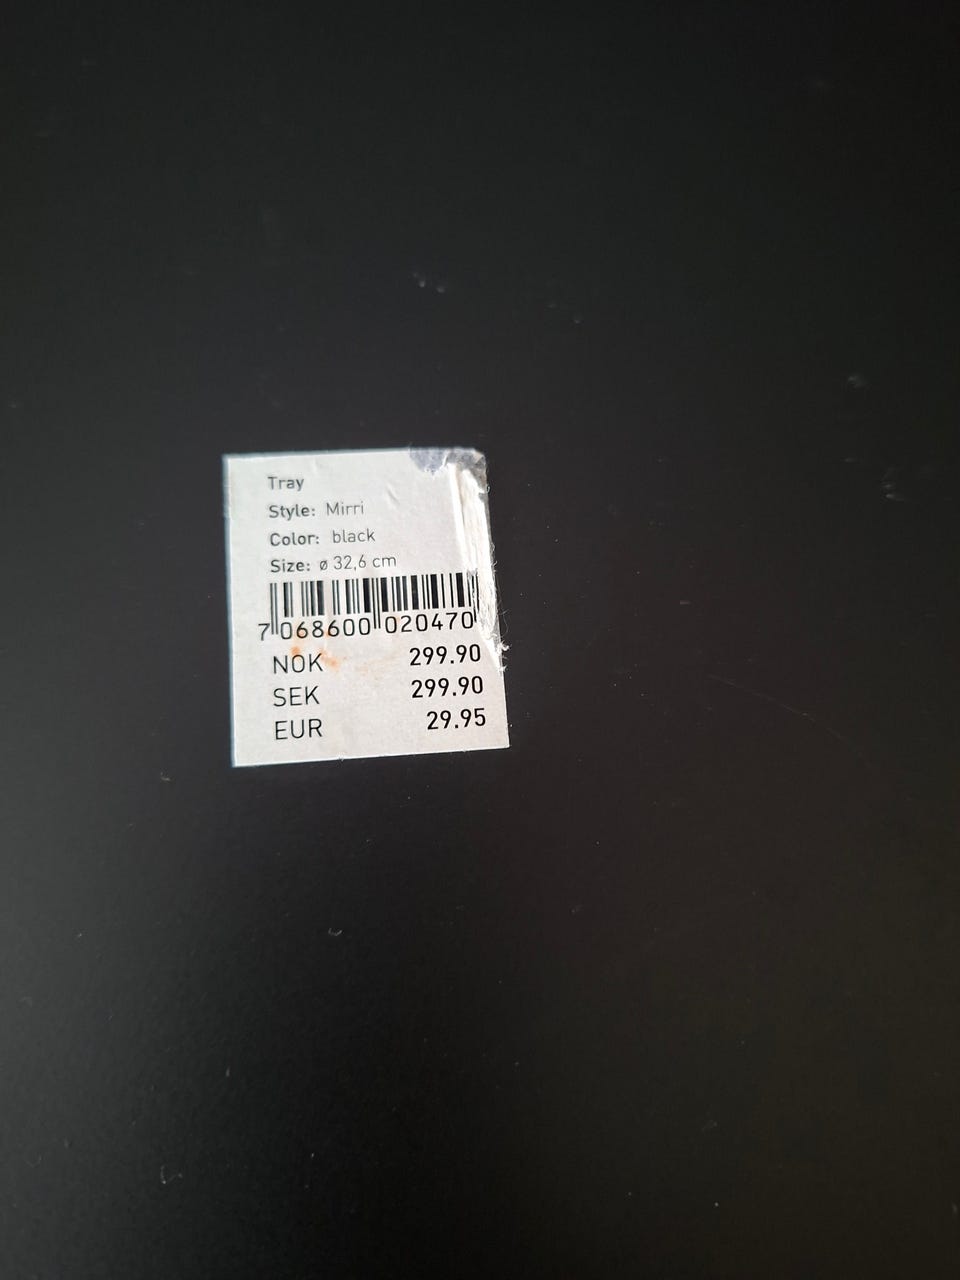 Tray
Style: Mirri
Color: black
Size: ø 32,6 cm
7 068600 020470
NOK 299.90
SEK 299.90
EUR 29.95